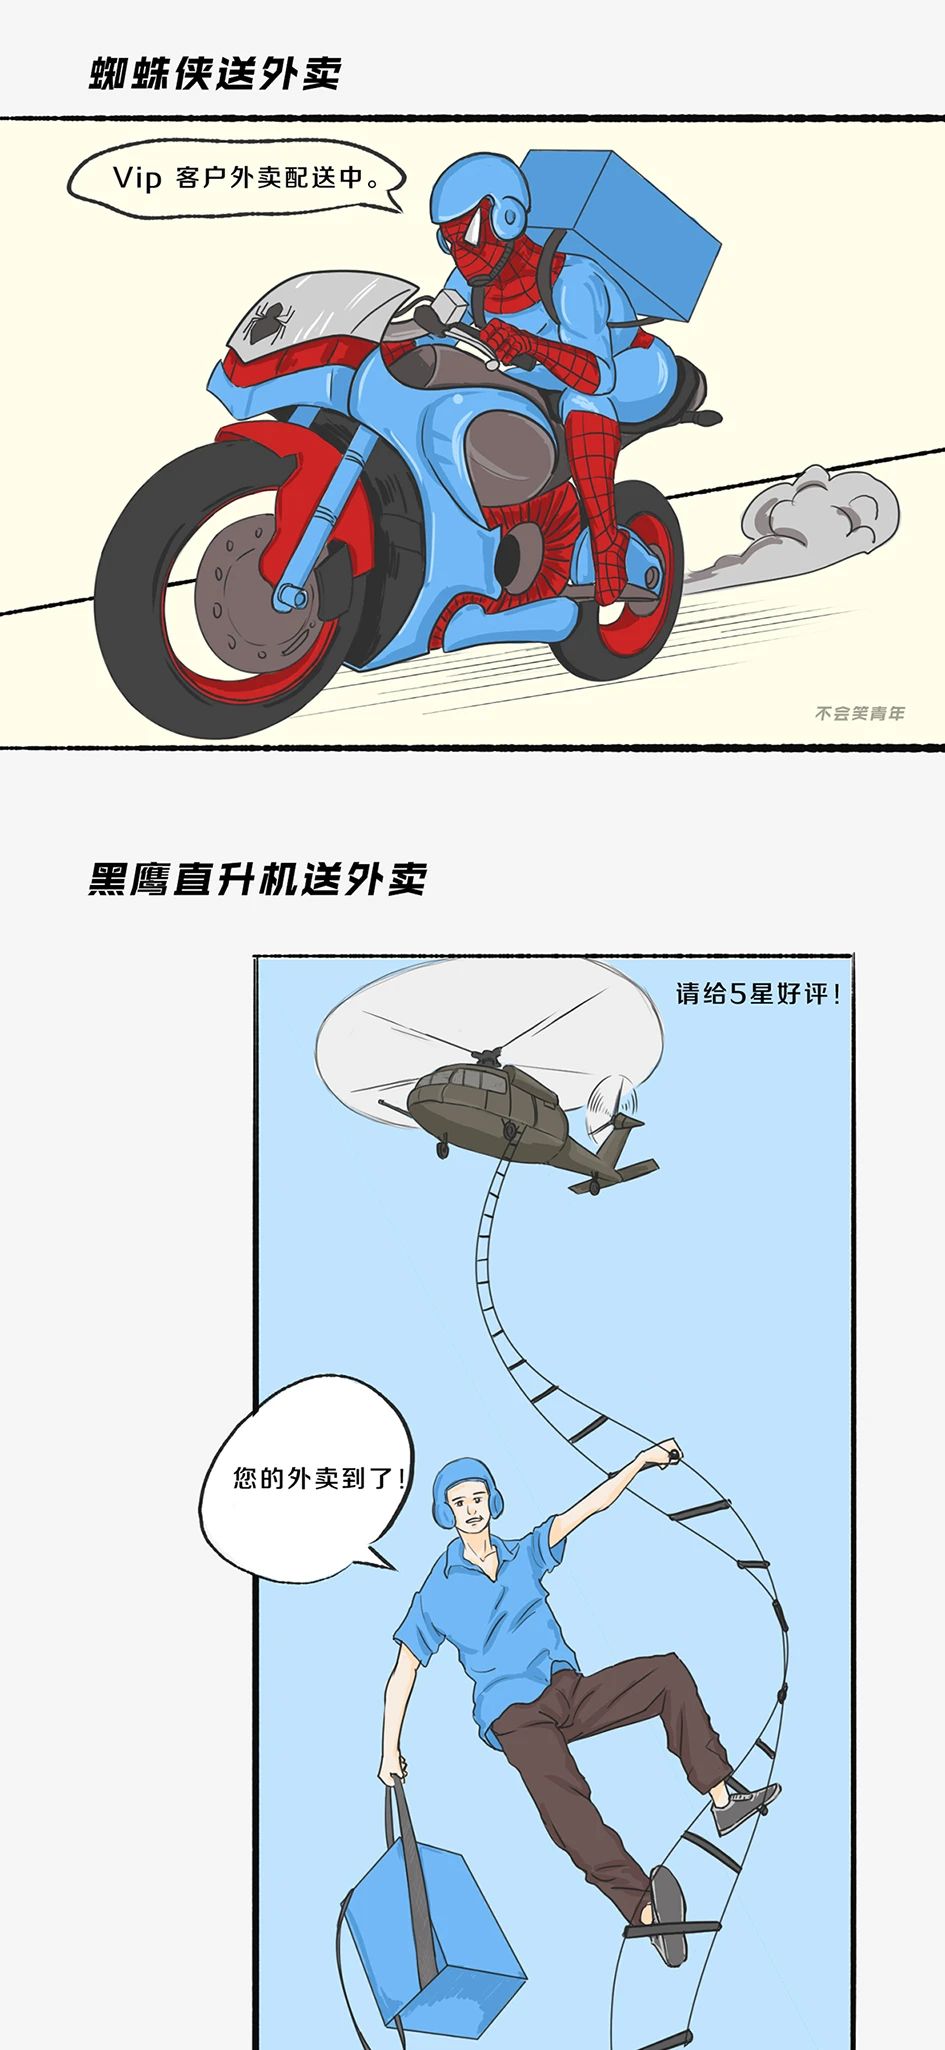 蜘蛛侠送外卖
Vip 客户外卖配送中。
不会笑青年
黑鹰直升机送外卖
请给5星好评！
您的外卖到了！